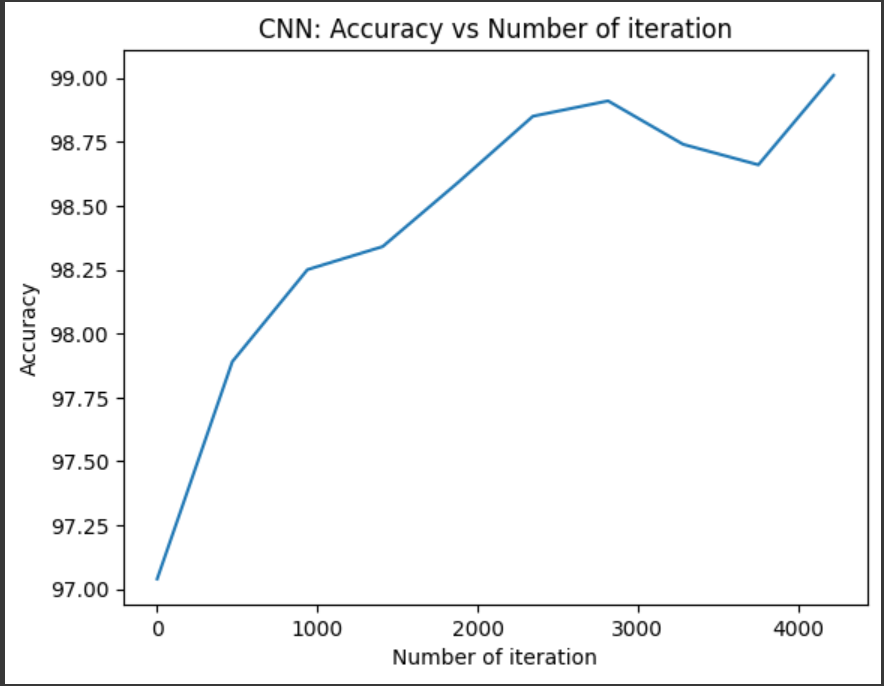 CNN: Accuracy vs Number of iteration
99.00
98.75
98.50
98.25
98.00
97.75
97.50
97.25
97.00
Accuracy
0 1000 2000 3000 4000
Number of iteration